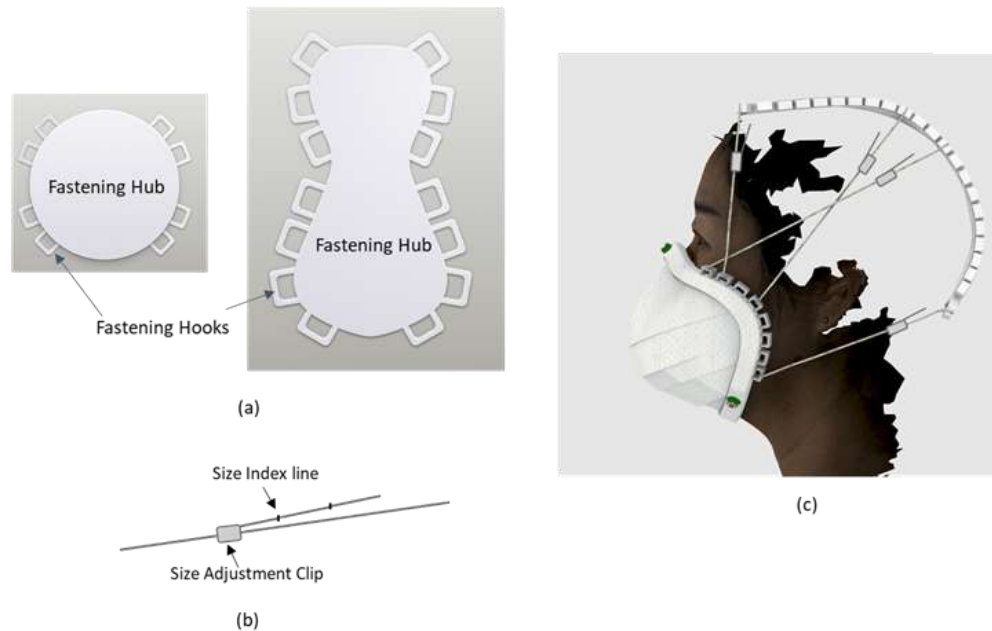 Fastening Hub
Fastening Hub
Fastening Hooks
(a)
Size Index line
Size Adjustment Clip
(b)
(c)